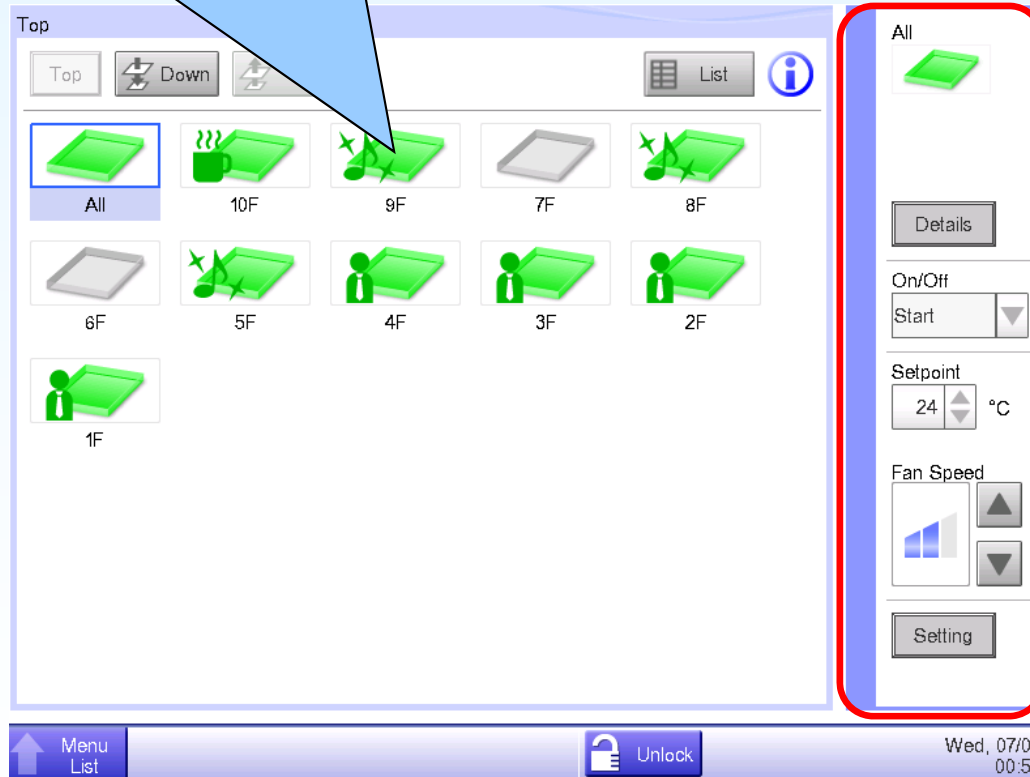 Top
Top Down List
All 10F 9F 7F 8F
6F 5F 4F 3F 2F
1F
All
Details
On/Off
Start
Setpoint
24 °C
Fan Speed
Setting
Menu
List
Unlock
Wed, 07/0
00:5